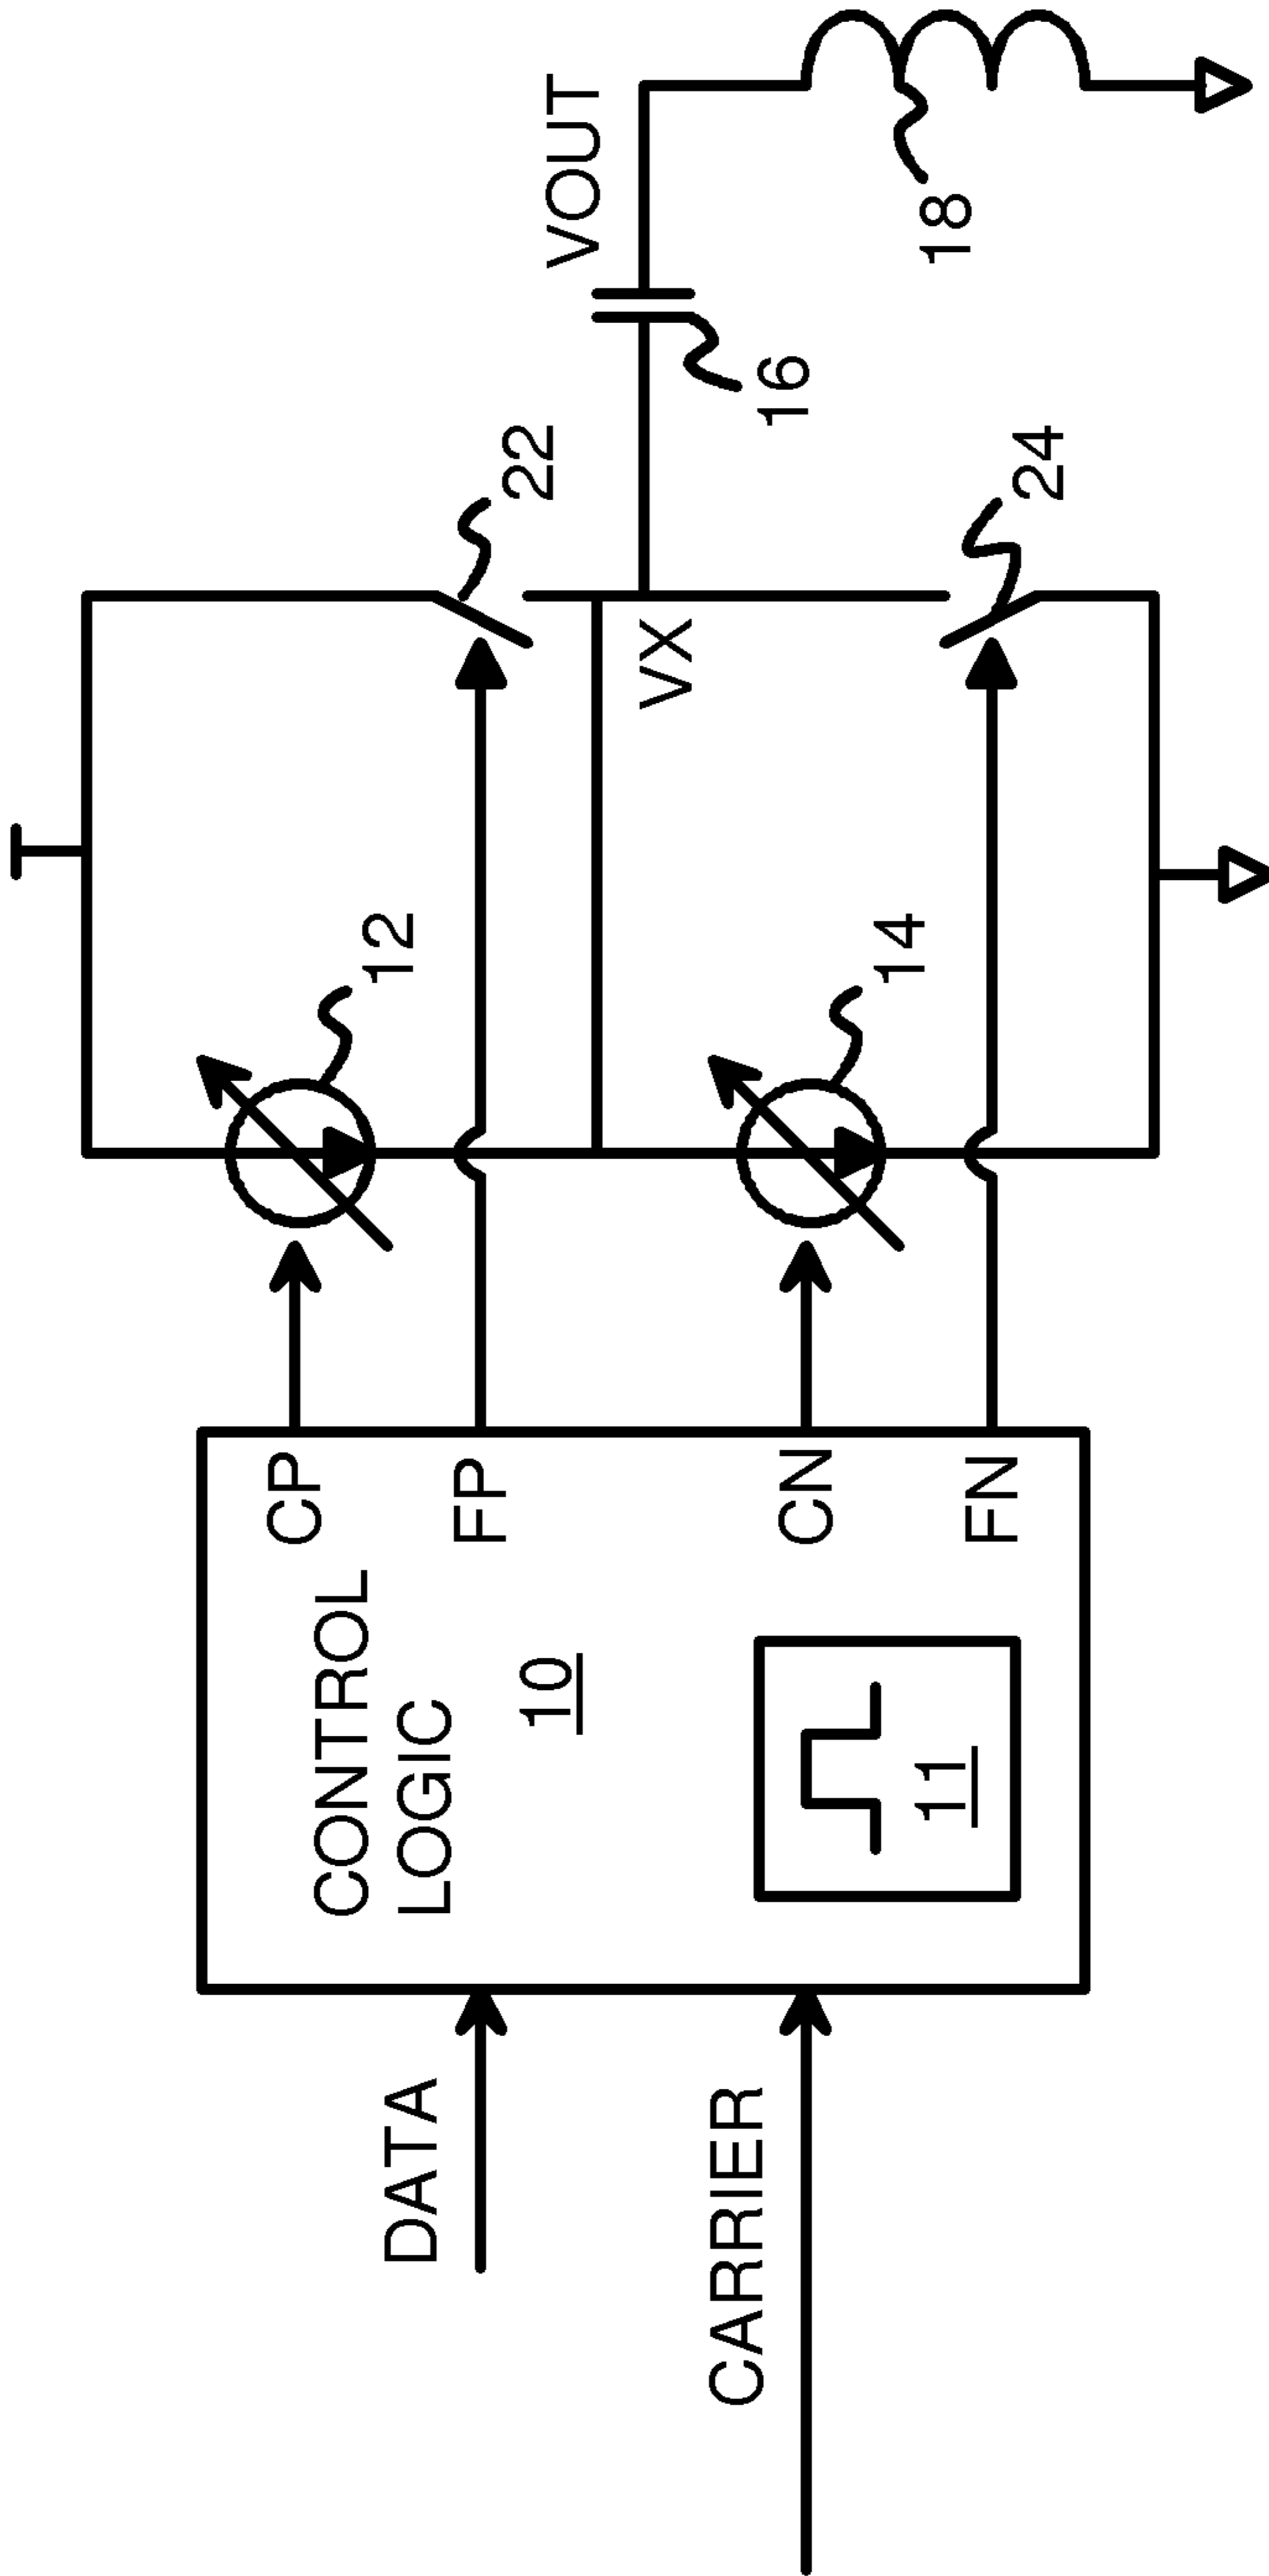 DATA
CARRIER
CONTROL
LOGIC
10
11
CP
FP
CN
FN
12
14
22
VX
24
16
VOUT
18